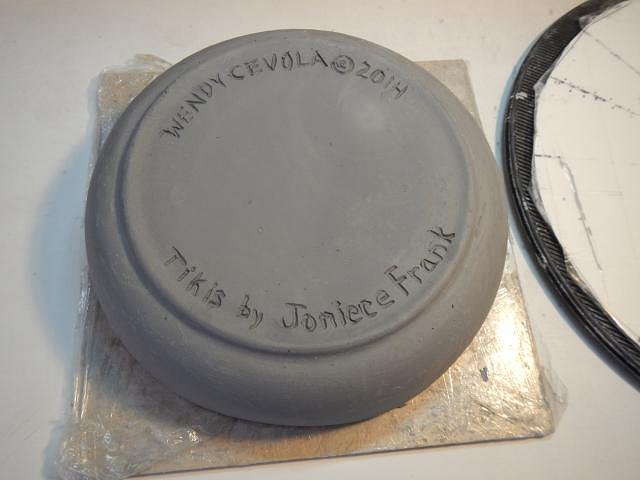 WENDY·CEVOLA©2014
Tikis by Joniece Frank